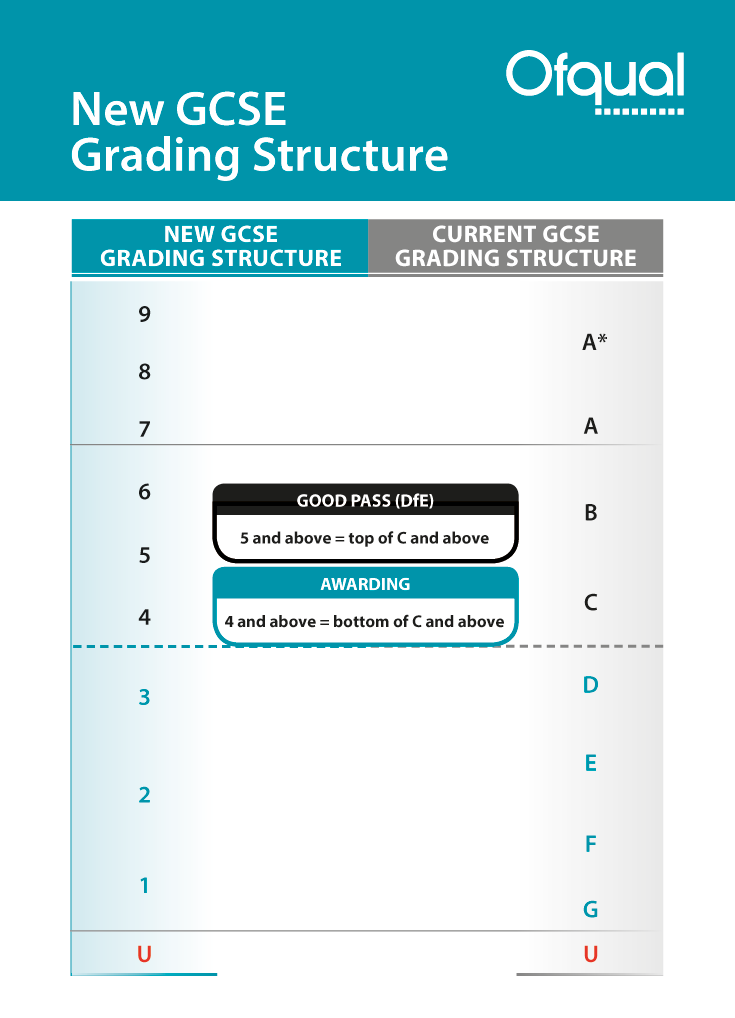 Ofqual
New GCSE
Grading Structure
NEW GCSE
GRADING STRUCTURE
CURRENT GCSE
GRADING STRUCTURE
9
A*
8
7
A
6
B
GOOD PASS (DfE)
5 and above = top of C and above
5
AWARDING
4 and above = bottom of C and above
4
C
3
D
2
E
F
1
G
U
U